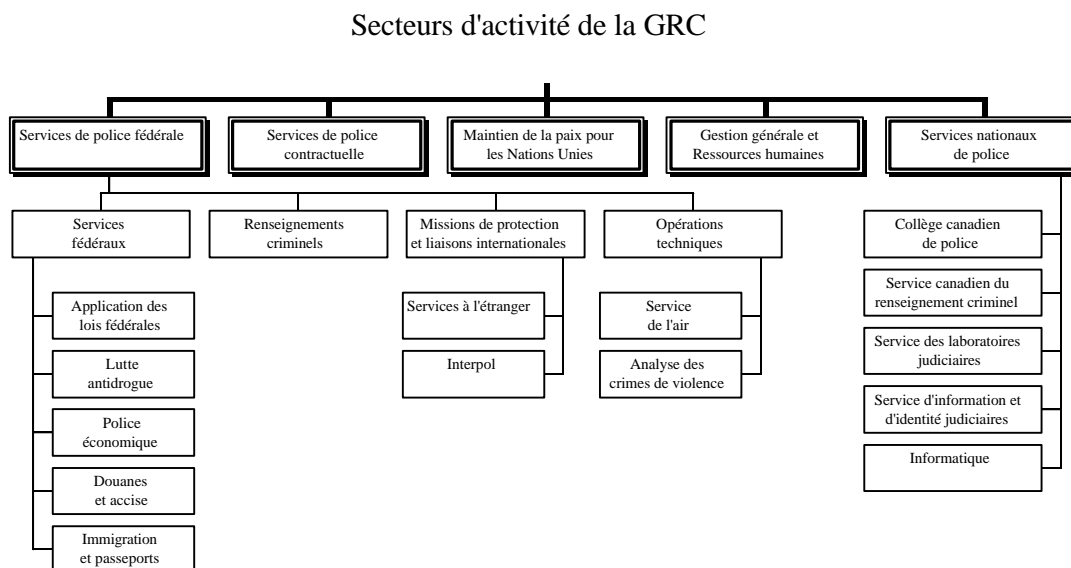 Secteurs d'activité de la GRC
Services de police fédérale
Services de police
contractuelle
Maintien de la paix pour
les Nations Unies
Gestion générale et
Ressources humaines
Services nationaux
de police
Services
fédéraux
Renseignements
criminels
Missions de protection
et liaisons internationales
Opérations
techniques
Application des
lois fédérales
Lutte
antidrogue
Police
économique
Douanes
et accise
Immigration
et passeports
Services à l'étranger
Interpol
Service
de l'air
Analyse des
crimes de violence
Collège canadien
de police
Service canadien du
renseignement criminel
Service des laboratoires
judiciaires
Service d'information et
d'identité judiciaires
Informatique